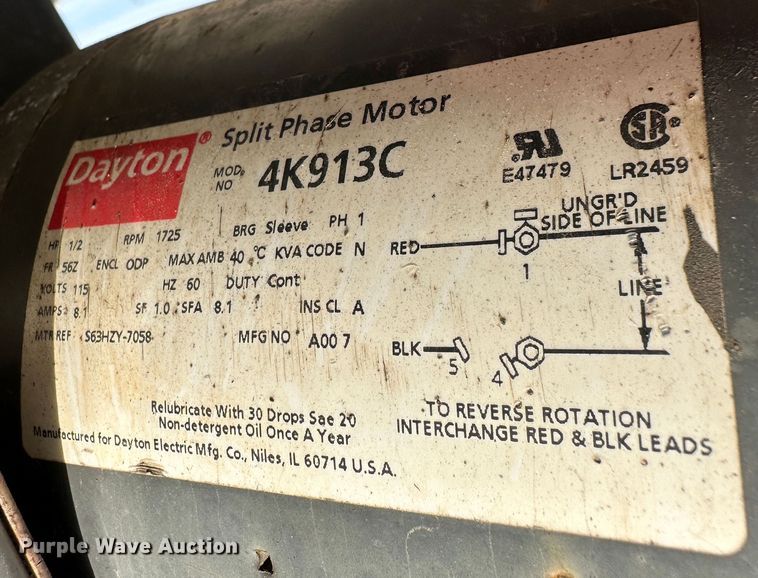 Dayton® Split Phase Motor
MOD. NO 4K913C
E47479
LR2459
HP 1/2 RPM 1725 BRG Sleeve PH 1
FR 56Z ENCL ODP MAX AMB 40 °C KVA CODE N
VOLTS 115 HZ 60 DUTY Cont
AMPS 8.1 SF 1.0 SFA 8.1 INS CL A
MTR REF S63HZY-7058 MFG NO A00 7
Relubricate With 30 Drops Sae 20
Non-detergent Oil Once A Year
Manufactured for Dayton Electric Mfg. Co., Niles, IL 60714 U.S.A.
UNGR'D
SIDE OF LINE
RED
1
LINE
BLK
5
4
TO REVERSE ROTATION
INTERCHANGE RED & BLK LEADS
Purple Wave Auction